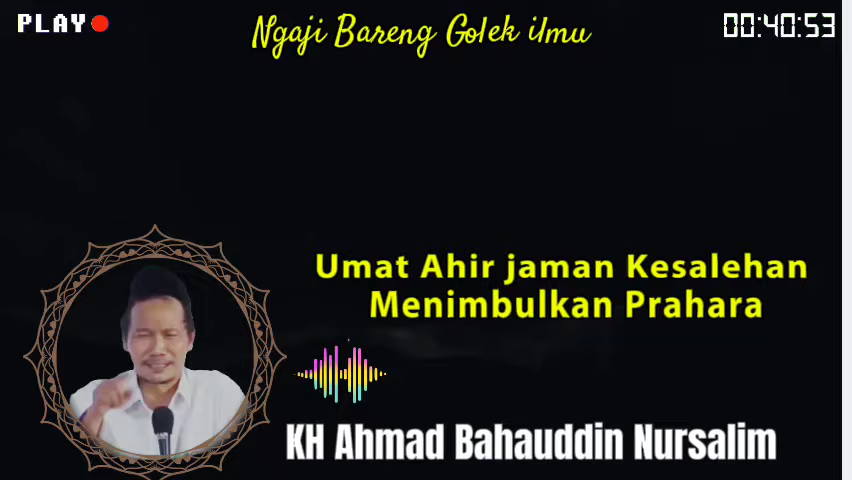 PLAY
Ngaji Bareng Golek ilmu
00:40:53
Umat Ahir jaman Kesalehan
Menimbulkan Prahara
KH Ahmad Bahauddin Nursalim